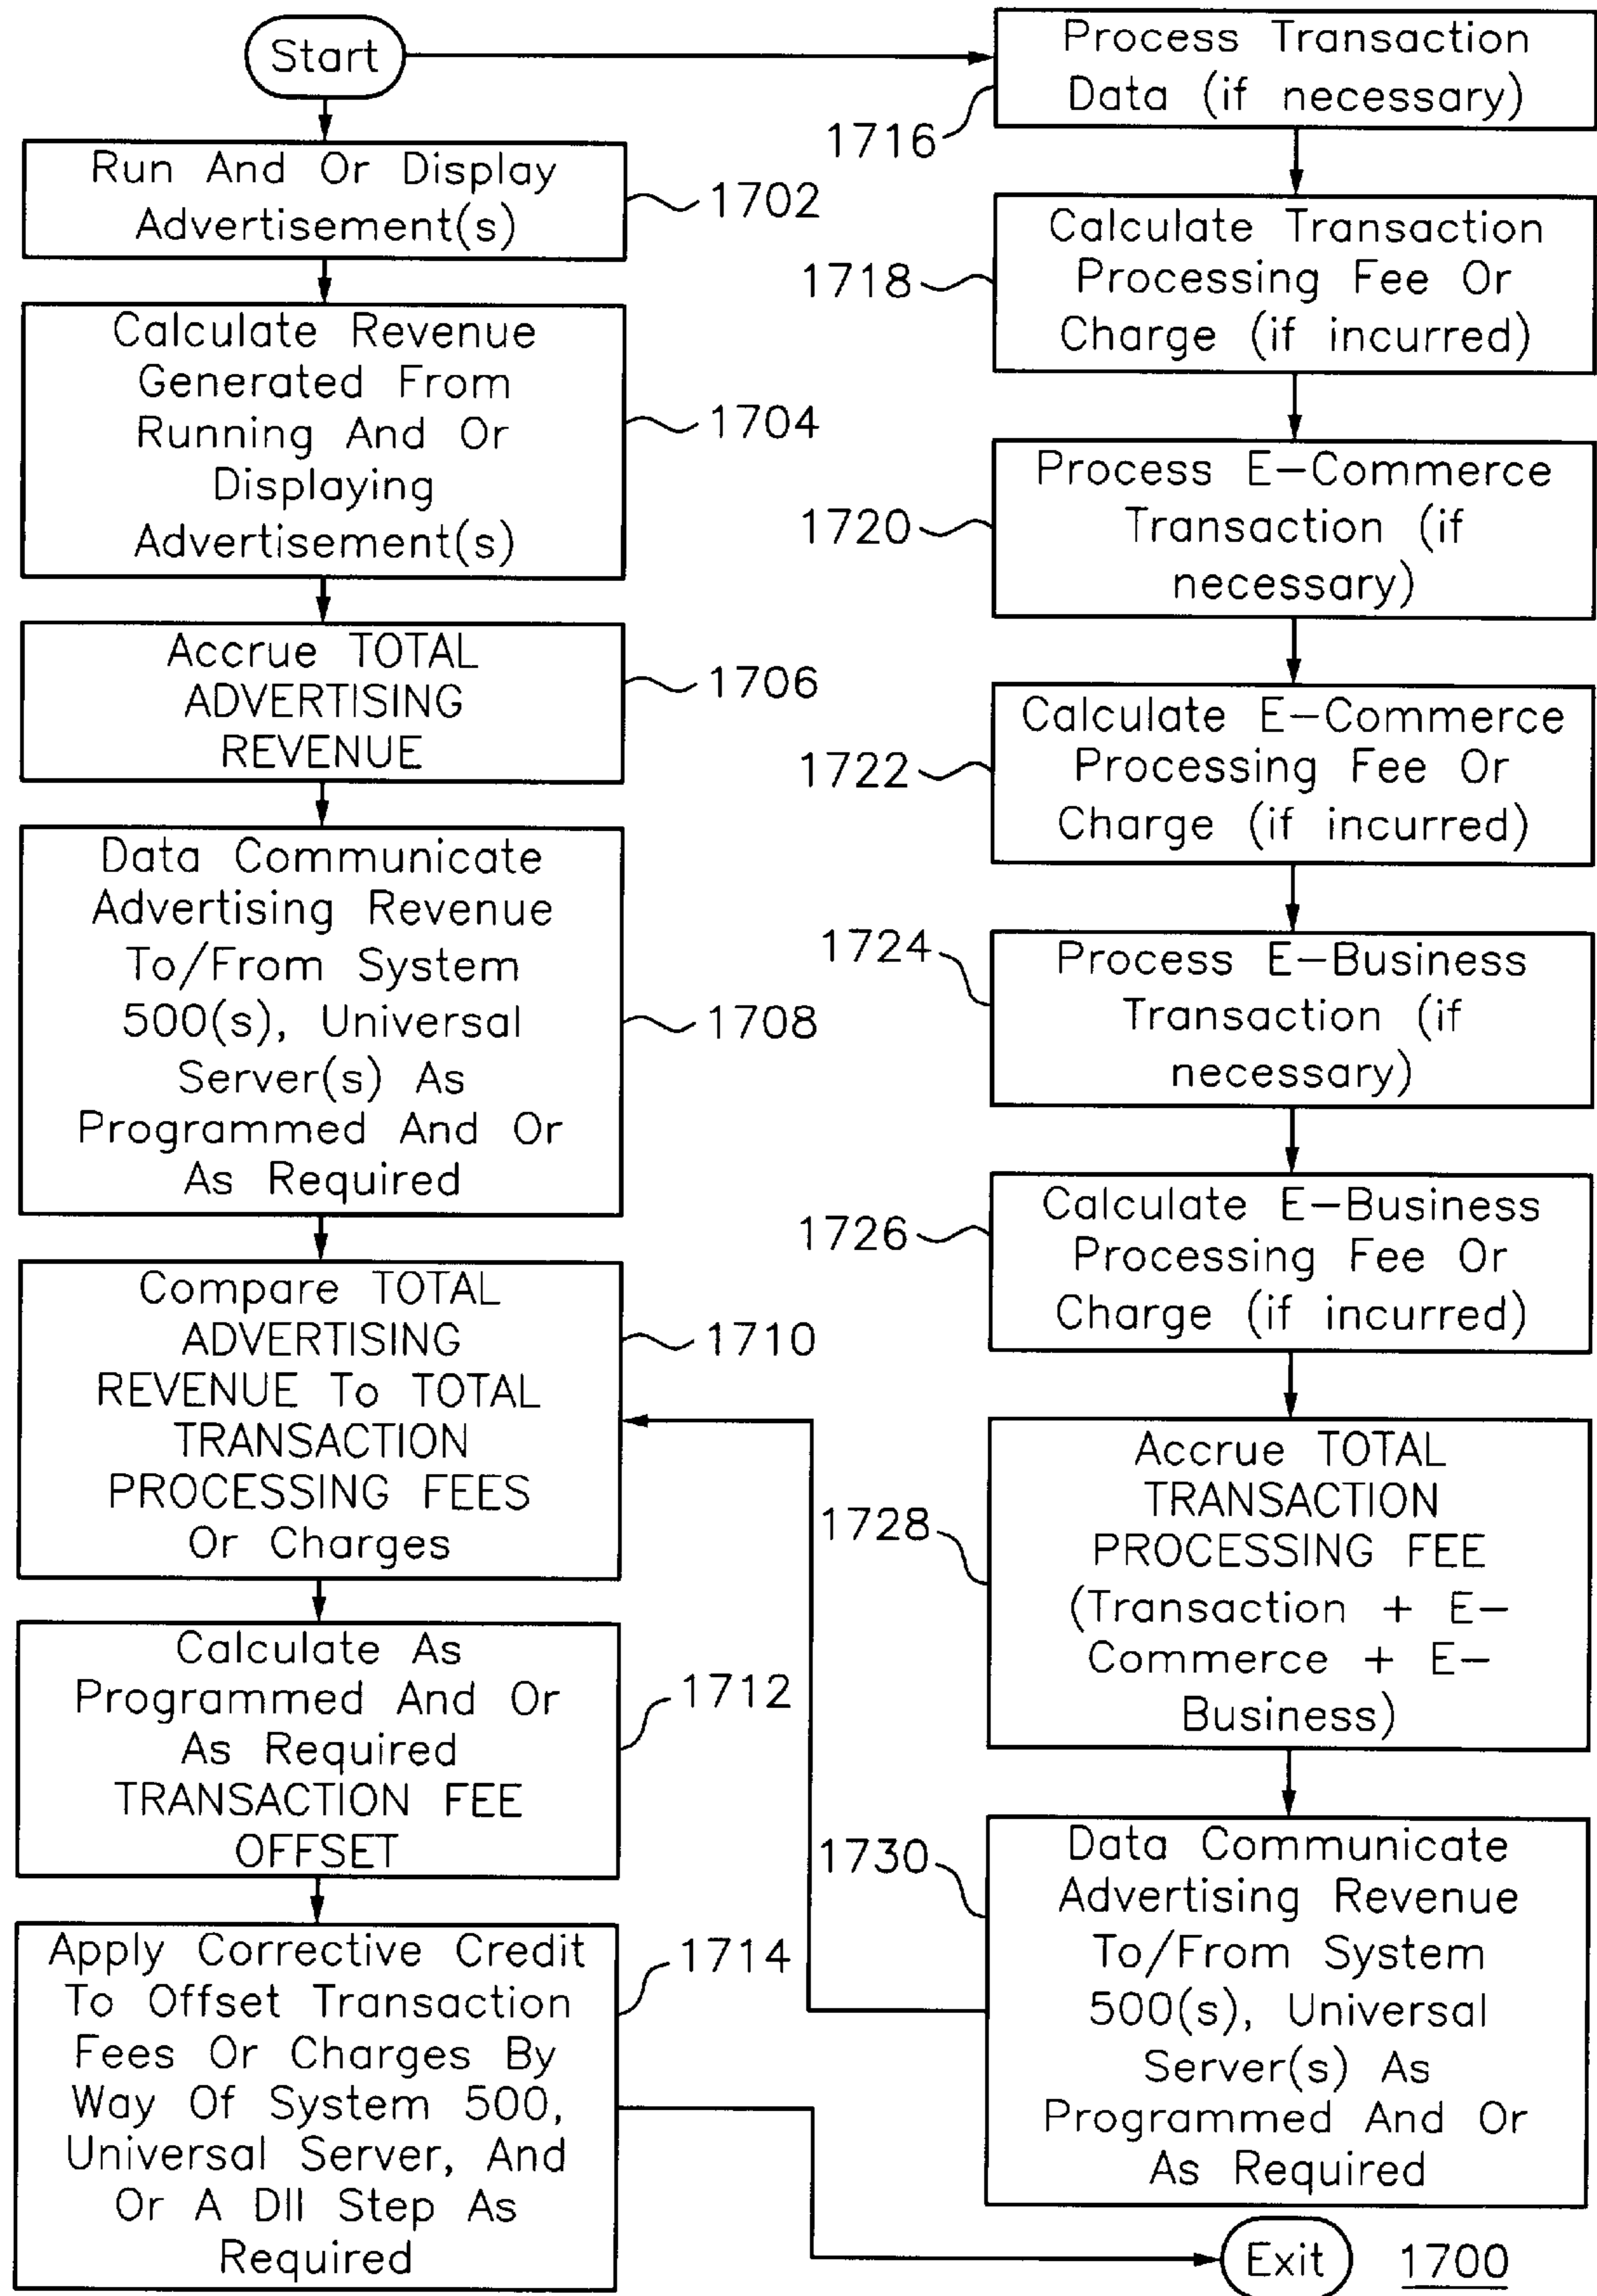 Start
Run And Or Display
Advertisement(s)
1702
Calculate Revenue
Generated From
Running And Or
Displaying
Advertisement(s)
1704
Accrue TOTAL
ADVERTISING
REVENUE
1706
Data Communicate
Advertising Revenue
To/From System
500(s), Universal
Server(s) As
Programmed And Or
As Required
1708
Compare TOTAL
ADVERTISING
REVENUE To TOTAL
TRANSACTION
PROCESSING FEES
Or Charges
1710
Calculate As
Programmed And Or
As Required
TRANSACTION FEE
OFFSET
1712
Apply Corrective Credit
To Offset Transaction
Fees Or Charges By
Way Of System 500,
Universal Server, And
Or A DII Step As
Required
1714
Process Transaction
Data (if necessary)
1716
Calculate Transaction
Processing Fee Or
Charge (if incurred)
1718
Process E-Commerce
Transaction (if
necessary)
1720
Calculate E-Commerce
Processing Fee Or
Charge (if incurred)
1722
Process E-Business
Transaction (if
necessary)
1724
Calculate E-Business
Processing Fee Or
Charge (if incurred)
1726
Accrue TOTAL
TRANSACTION
PROCESSING FEE
(Transaction + E-
Commerce + E-
Business)
1728
Data Communicate
Advertising Revenue
To/From System
500(s), Universal
Server(s) As
Programmed And Or
As Required
1730
Exit
1700